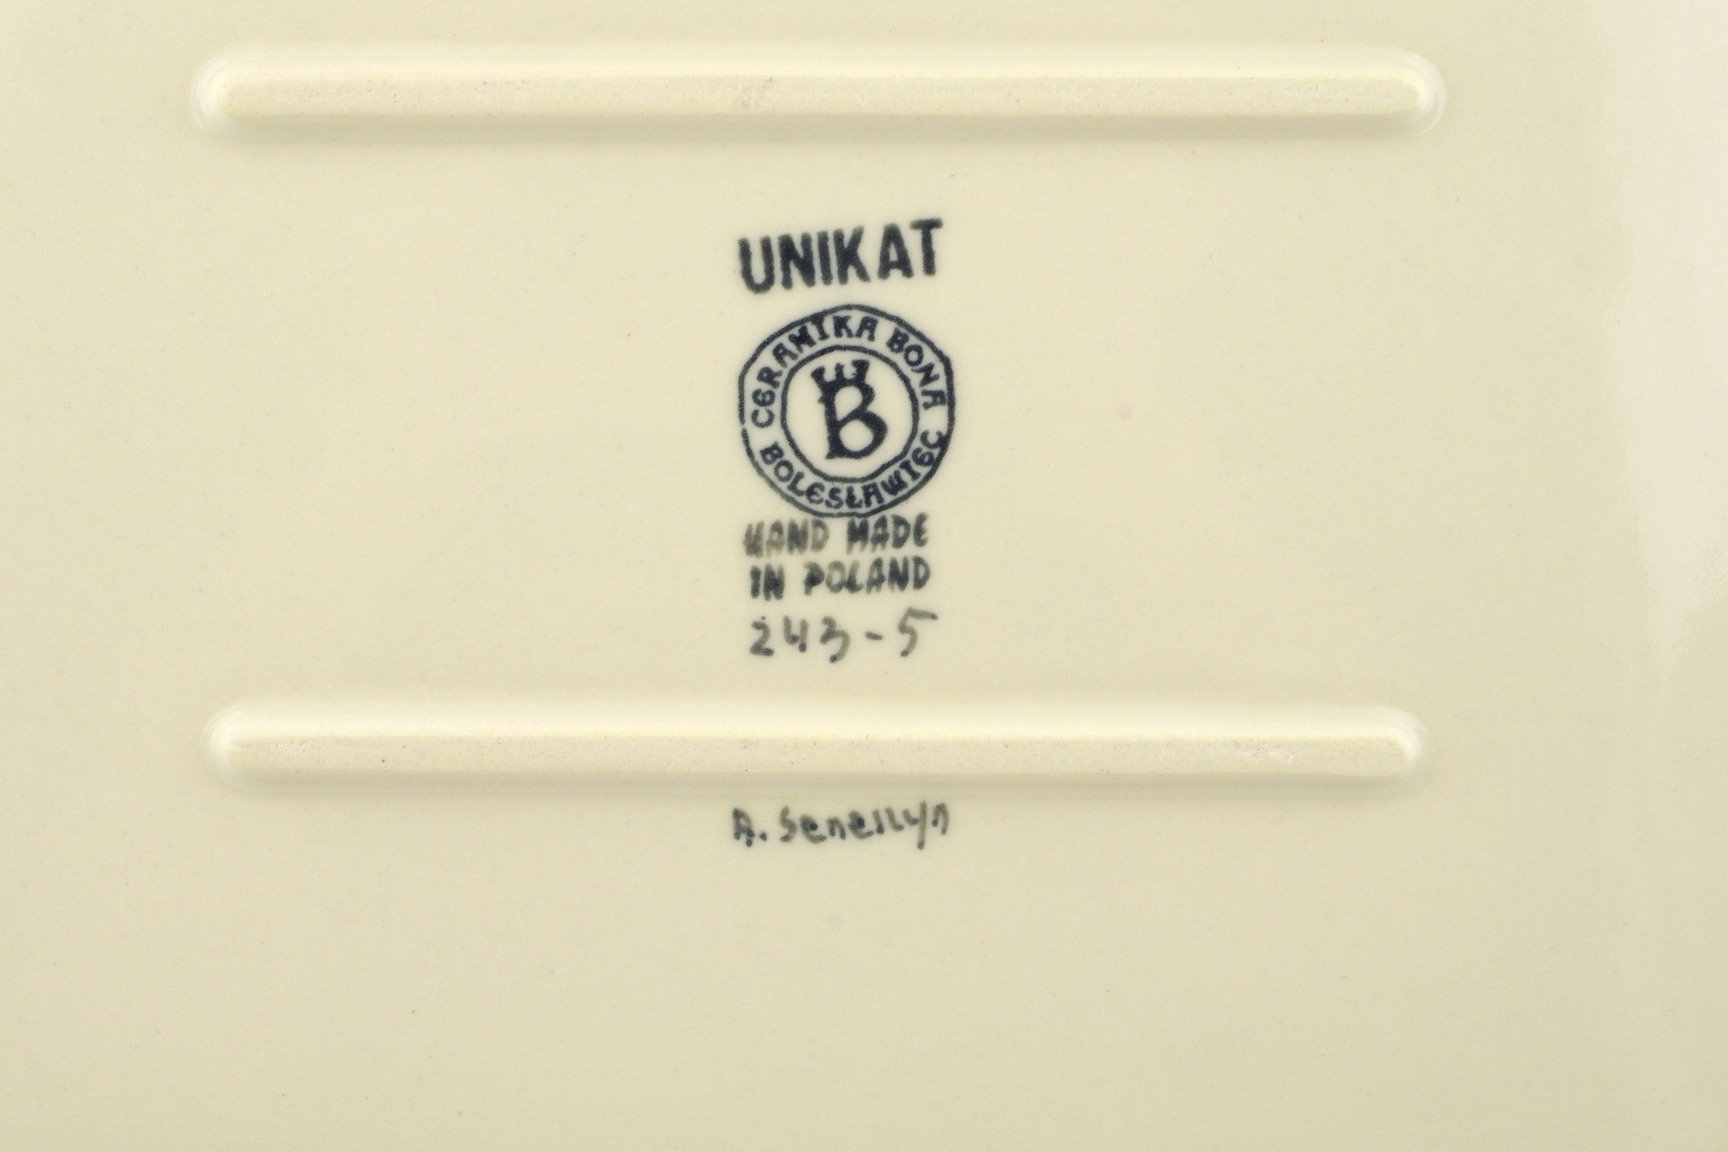 UNIKAT
CERAMIKA BONA
B
BOLESŁAWIEC
HAND MADE
IN POLAND
243-5
A.